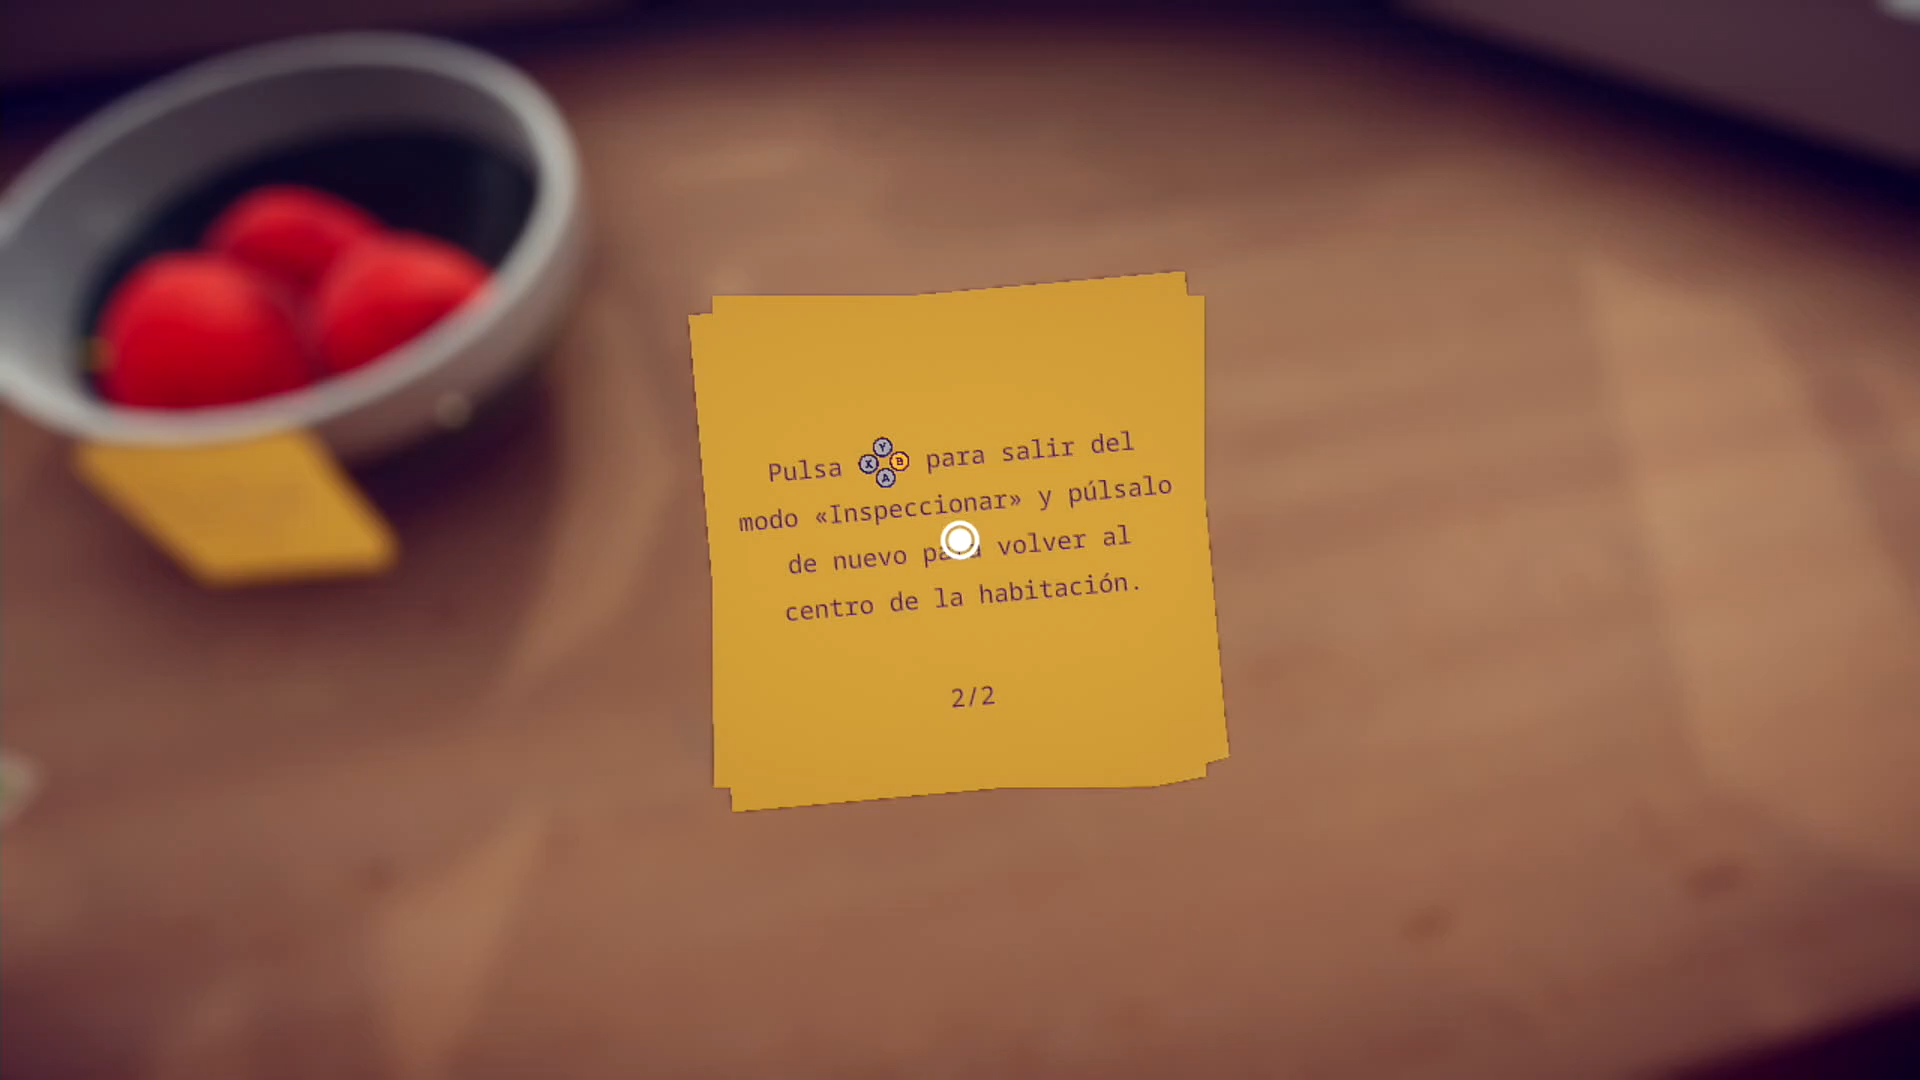 Pulsa Y X B A para salir del
modo «Inspeccionar» y púlsalo
de nuevo para volver al
centro de la habitación.
2/2